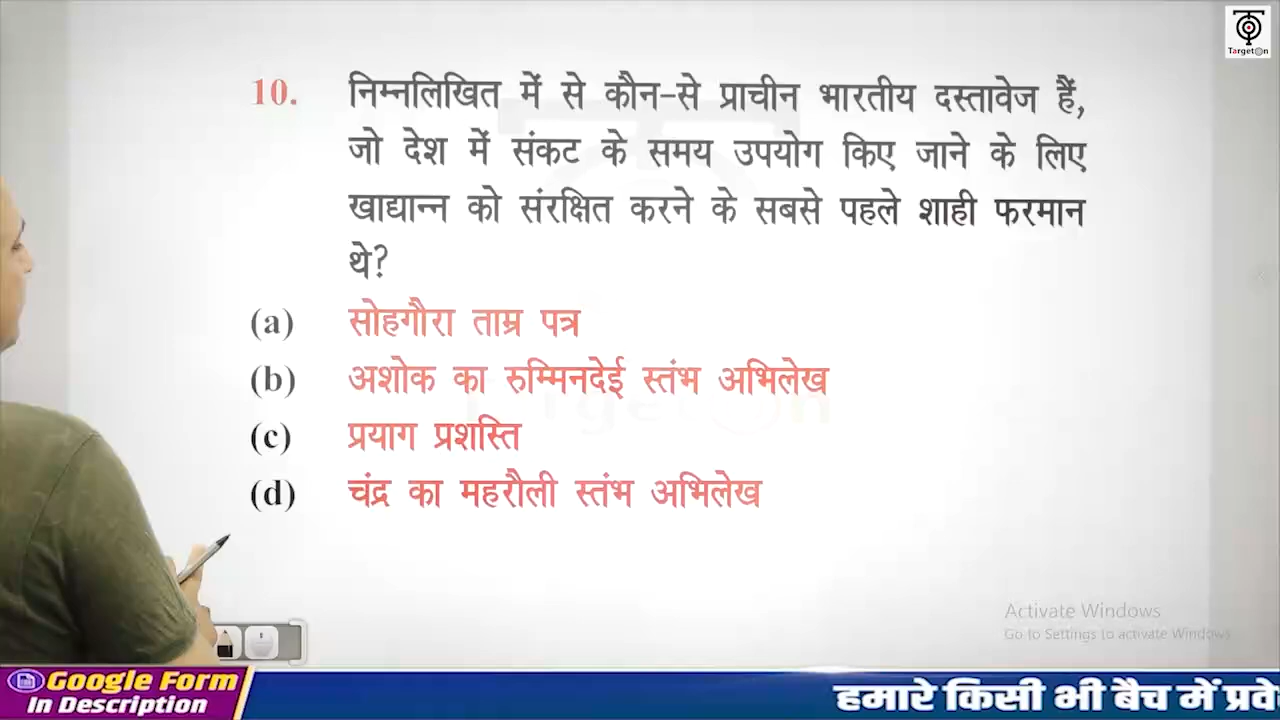 TargetOn
10. निम्नलिखित में से कौन-से प्राचीन भारतीय दस्तावेज हैं,
जो देश में संकट के समय उपयोग किए जाने के लिए
खाद्यान्न को संरक्षित करने के सबसे पहले शाही फरमान
थे?
(a) सोहगौरा ताम्र पत्र
(b) अशोक का रुम्मिनदेई स्तंभ अभिलेख
(c) प्रयाग प्रशस्ति
(d) चंद्र का महरौली स्तंभ अभिलेख
Activate Windows
Go to Settings to activate Windows.
Google Form
In Description
हमारे किसी भी बैच में प्रवे